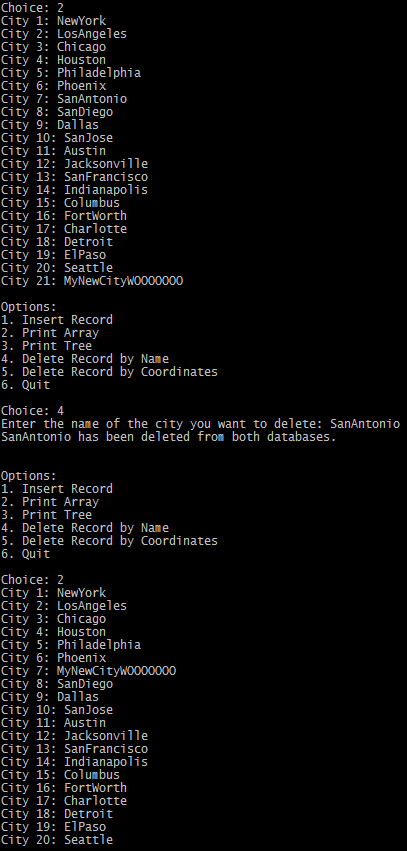 Choice: 2
City 1: NewYork
City 2: LosAngeles
City 3: Chicago
City 4: Houston
City 5: Philadelphia
City 6: Phoenix
City 7: SanAntonio
City 8: SanDiego
City 9: Dallas
City 10: SanJose
City 11: Austin
City 12: Jacksonville
City 13: SanFrancisco
City 14: Indianapolis
City 15: Columbus
City 16: FortWorth
City 17: Charlotte
City 18: Detroit
City 19: ElPaso
City 20: Seattle
City 21: MyNewCityWOOOOOOO

Options:
1. Insert Record
2. Print Array
3. Print Tree
4. Delete Record by Name
5. Delete Record by Coordinates
6. Quit

Choice: 4
Enter the name of the city you want to delete: SanAntonio
SanAntonio has been deleted from both databases.


Options:
1. Insert Record
2. Print Array
3. Print Tree
4. Delete Record by Name
5. Delete Record by Coordinates
6. Quit

Choice: 2
City 1: NewYork
City 2: LosAngeles
City 3: Chicago
City 4: Houston
City 5: Philadelphia
City 6: Phoenix
City 7: MyNewCityWOOOOOOO
City 8: SanDiego
City 9: Dallas
City 10: SanJose
City 11: Austin
City 12: Jacksonville
City 13: SanFrancisco
City 14: Indianapolis
City 15: Columbus
City 16: FortWorth
City 17: Charlotte
City 18: Detroit
City 19: ElPaso
City 20: Seattle